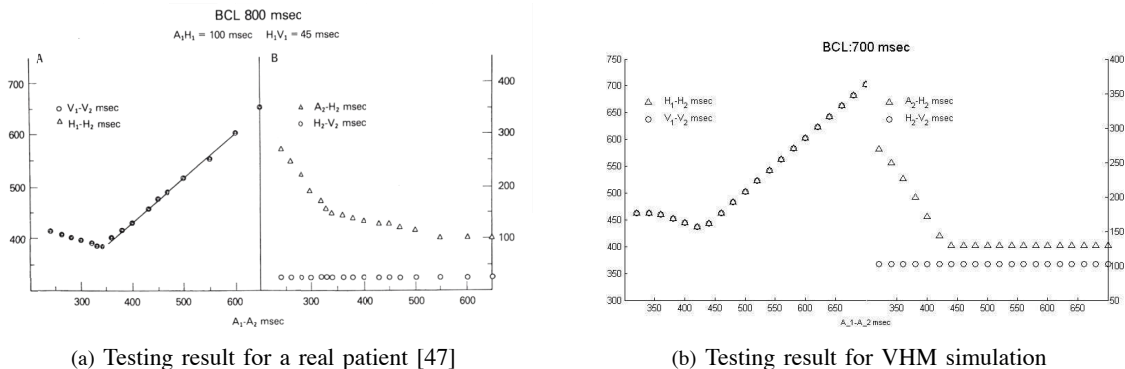 BCL 800 msec
A₁H₁ = 100 msec H₁V₁ = 45 msec
A
B
700
600
500
400
○ V₁-V₂ msec
△ H₁-H₂ msec
△ A₂-H₂ msec
○ H₂-V₂ msec
400
300
200
100
300 400 500 600 300 400 500 600
A₁-A₂ msec
(a) Testing result for a real patient [47]
BCL:700 msec
750
700
650
600
550
500
450
400
350
300
△ H₁-H₂ msec
○ V₁-V₂ msec
△ A₂-H₂ msec
○ H₂-V₂ msec
400
350
300
250
200
150
100
50
350 400 450 500 550 600 650 350 400 450 500 550 600 650
A_1-A_2 msec
(b) Testing result for VHM simulation